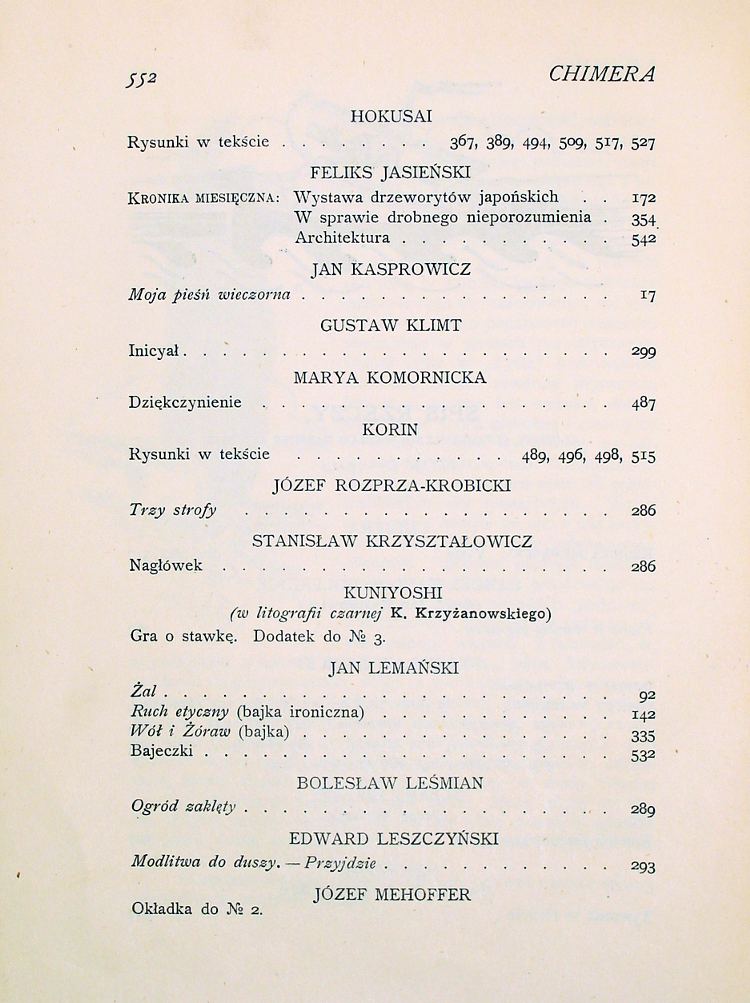 552 CHIMERA
HOKUSAI
Rysunki w tekście . . . . . . . . 367, 389, 494, 509, 517, 527
FELIKS JASIEŃSKI
KRONIKA MIESIĘCZNA: Wystawa drzeworytów japońskich . . 172
W sprawie drobnego nieporozumienia . 354
Architektura . . . . . . . . . . . 542
JAN KASPROWICZ
Moja pieśń wieczorna . . . . . . . . . . . . . . . . 17
GUSTAW KLIMT
Inicyał . . . . . . . . . . . . . . . . . . . . . . 299
MARYA KOMORNICKA
Dziękczynienie . . . . . . . . . . . . . . . . . . 487
KORIN
Rysunki w tekście . . . . . . . . . . . 489, 496, 498, 515
JÓZEF ROZPRZA-KROBICKI
Trzy strofy . . . . . . . . . . . . . . . . . . . 286
STANISŁAW KRZYSZTAŁOWICZ
Nagłówek . . . . . . . . . . . . . . . . . . . . 286
KUNIYOSHI
(w litografii czarnej K. Krzyżanowskiego)
Gra o stawkę. Dodatek do № 3.
JAN LEMAŃSKI
Żal . . . . . . . . . . . . . . . . . . . . . . . 92
Ruch etyczny (bajka ironiczna) . . . . . . . . . . . . 142
Wół i Żóraw (bajka) . . . . . . . . . . . . . . . . 335
Bajeczki . . . . . . . . . . . . . . . . . . . . . 532
BOLESŁAW LEŚMIAN
Ogród zaklęty . . . . . . . . . . . . . . . . . . . 289
EDWARD LESZCZYŃSKI
Modlitwa do duszy. — Przyjdzie . . . . . . . . . . . . 293
JÓZEF MEHOFFER
Okładka do № 2.